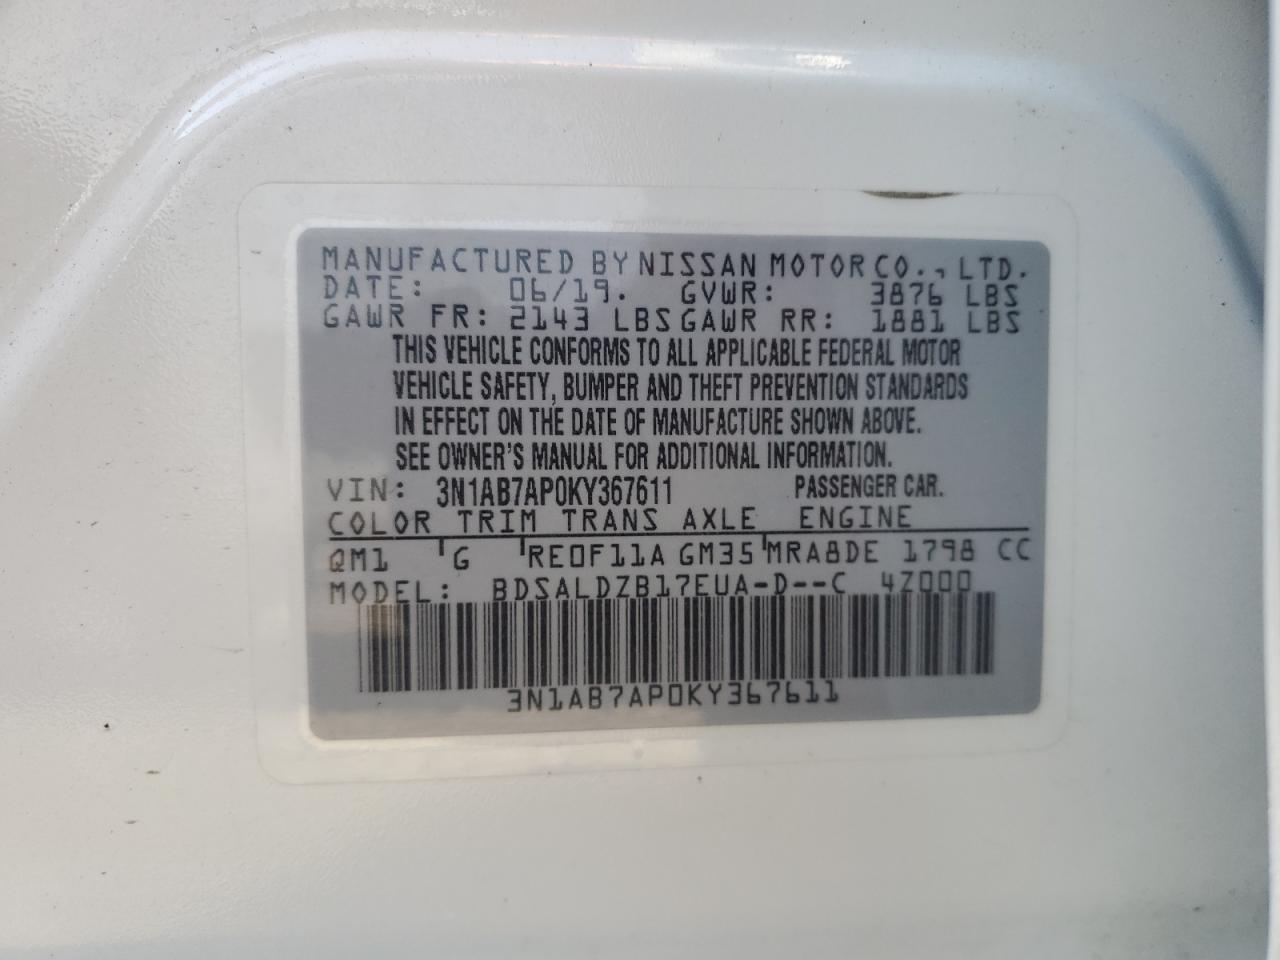 MANUFACTURED BY NISSAN MOTOR CO., LTD.
DATE: 06/19. GVWR: 3876 LBS
GAWR FR: 2143 LBS GAWR RR: 1881 LBS
THIS VEHICLE CONFORMS TO ALL APPLICABLE FEDERAL MOTOR
VEHICLE SAFETY, BUMPER AND THEFT PREVENTION STANDARDS
IN EFFECT ON THE DATE OF MANUFACTURE SHOWN ABOVE.
SEE OWNER'S MANUAL FOR ADDITIONAL INFORMATION.
VIN: 3N1AB7AP0KY367611 PASSENGER CAR.
COLOR TRIM TRANS AXLE ENGINE
QM1 G RE0F11A GM35 MRA8DE 1798 CC
MODEL: BDSALDZB17EUA-D--C 4Z000
3N1AB7AP0KY367611